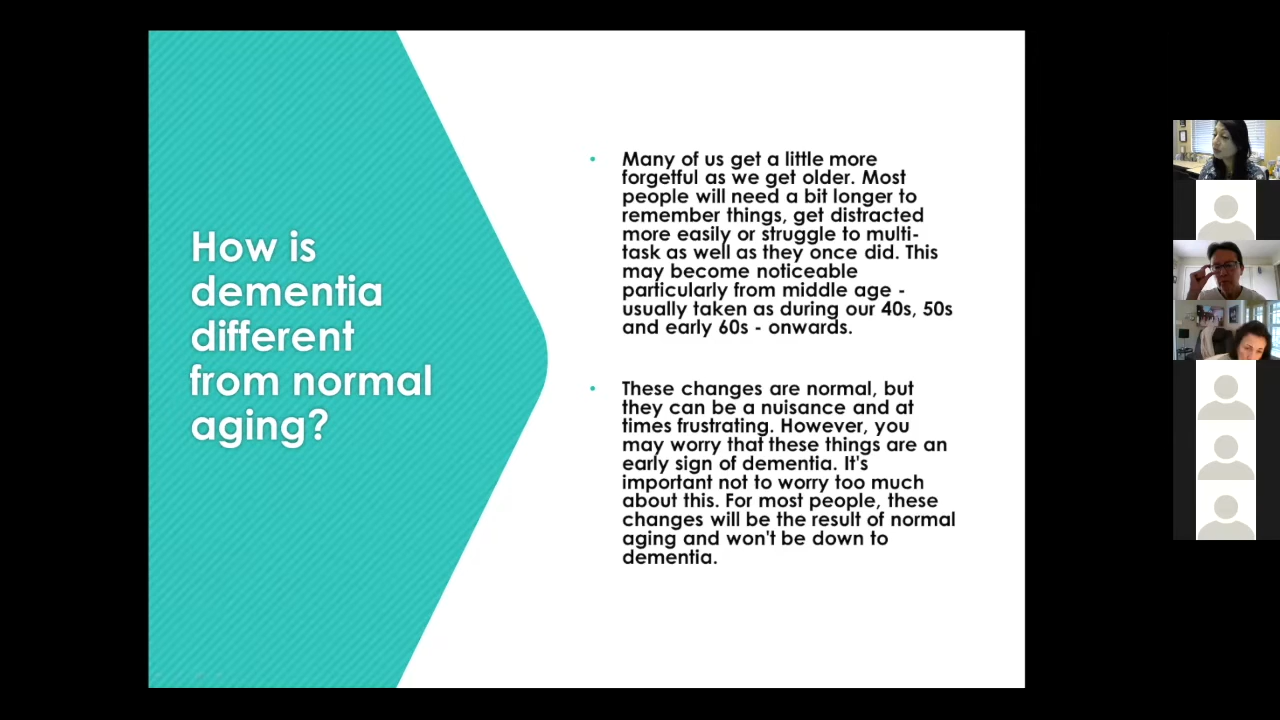 How is
dementia
different
from normal
aging?
Many of us get a little more
forgetful as we get older. Most
people will need a bit longer to
remember things, get distracted
more easily or struggle to multi-
task as well as they once did. This
may become noticeable
particularly from middle age -
usually taken as during our 40s, 50s
and early 60s - onwards.
These changes are normal, but
they can be a nuisance and at
times frustrating. However, you
may worry that these things are an
early sign of dementia. It's
important not to worry too much
about this. For most people, these
changes will be the result of normal
aging and won't be down to
dementia.